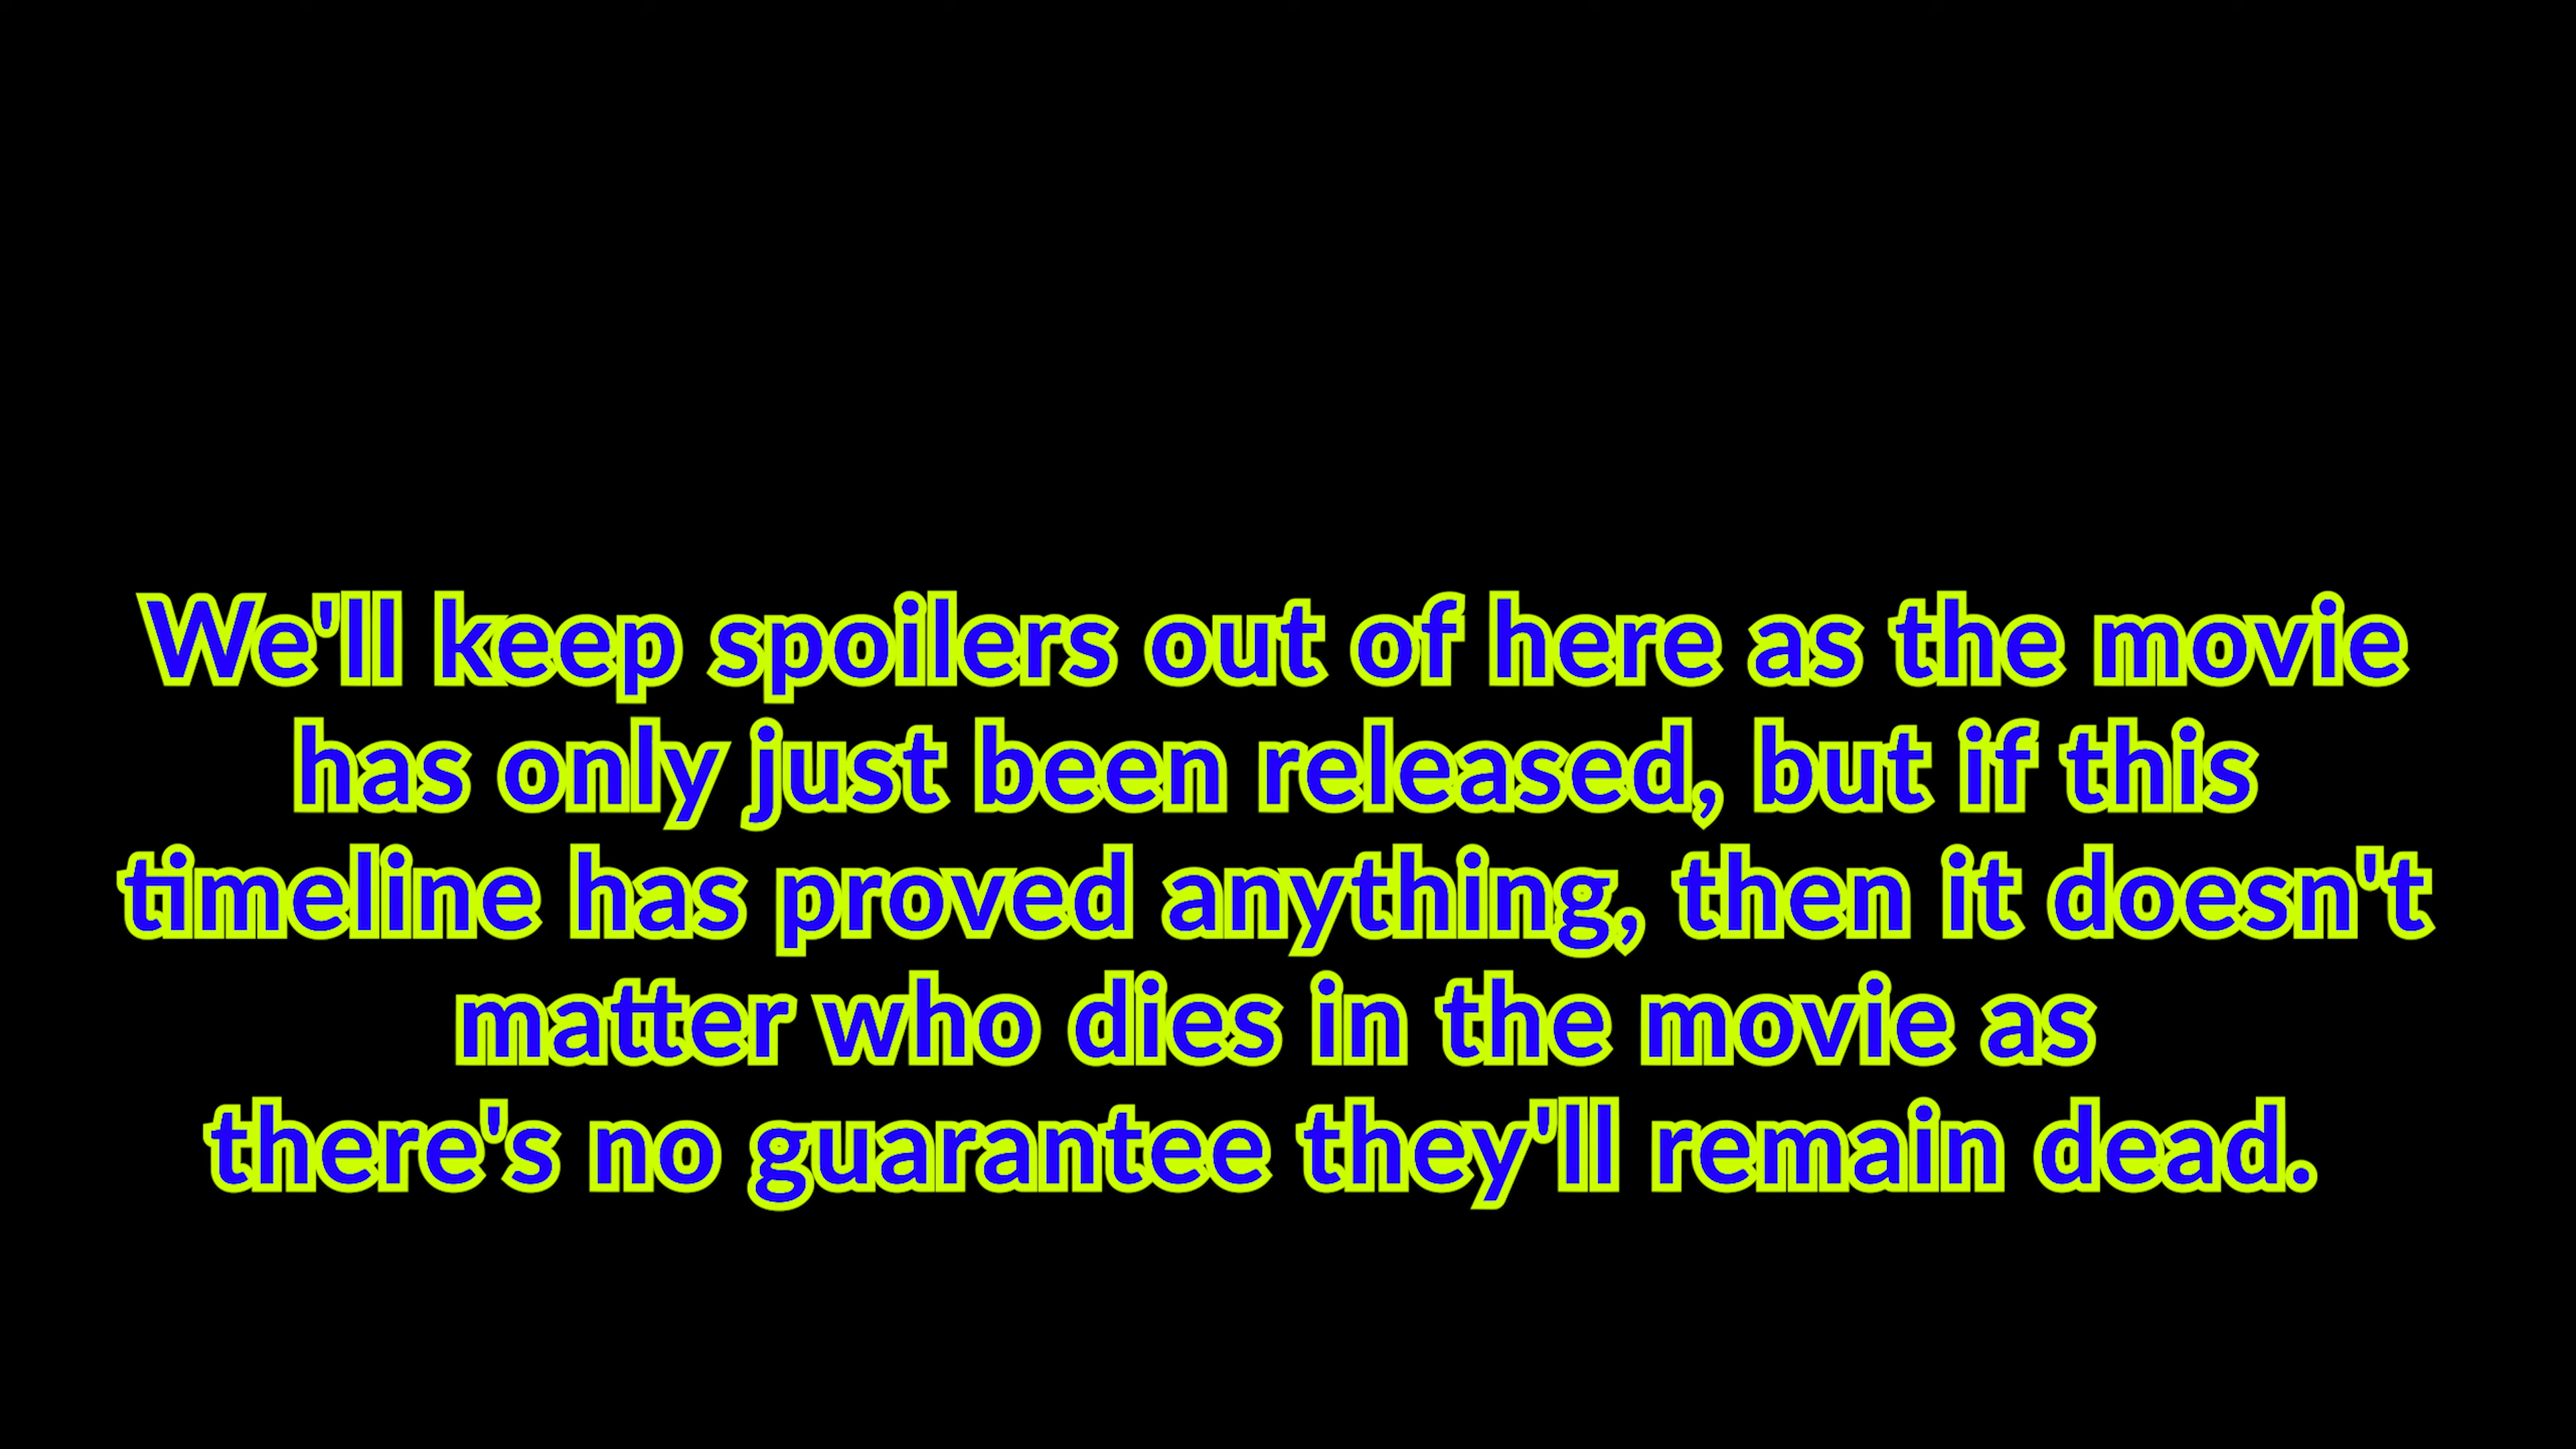 We'll keep spoilers out of here as the movie
has only just been released, but if this
timeline has proved anything, then it doesn't
matter who dies in the movie as
there's no guarantee they'll remain dead.